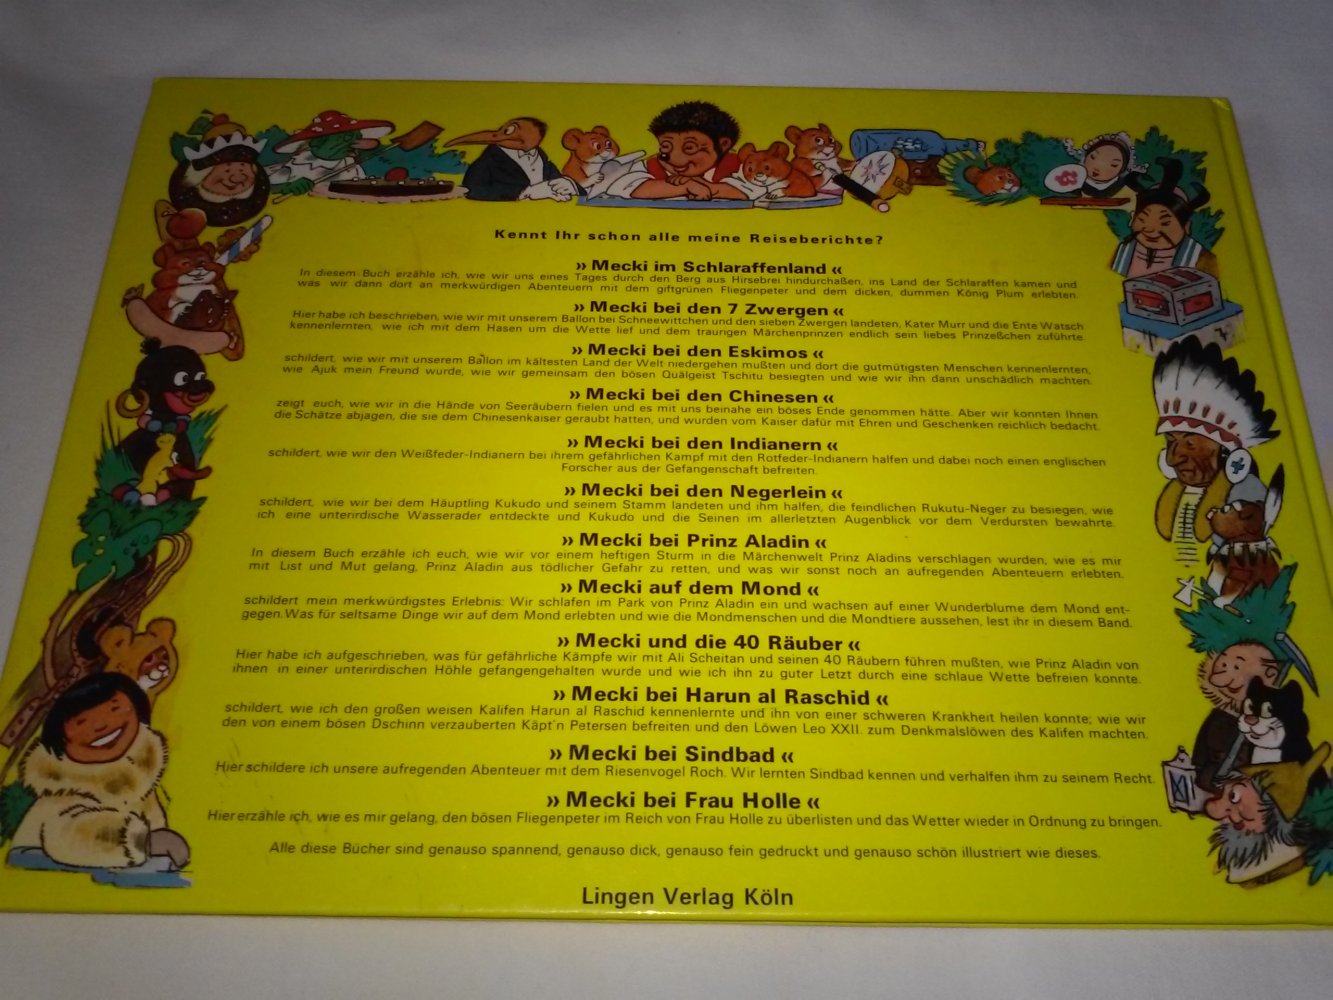 Kennt Ihr schon alle meine Reiseberichte?
» Mecki im Schlaraffenland «
In diesem Buch erzähle ich, wie wir uns eines Tages durch den Berg aus Hirsebrei hindurchaßen, ins Land der Schlaraffen kamen und
was wir dann dort an merkwürdigen Abenteuern mit dem giftgrünen Fliegenpeter und dem dicken, dummen König Plum erlebten.
» Mecki bei den 7 Zwergen «
Hier habe ich beschrieben, wie wir mit unserem Ballon bei Schneewittchen und den sieben Zwergen landeten, Kater Murr und die Ente Watsch
kennenlernten, wie ich mit dem Hasen um die Wette lief und dem traurigen Märchenprinzen endlich sein liebes Prinzeßchen zuführte.
» Mecki bei den Eskimos «
schildert, wie wir mit unserem Ballon im kältesten Land der Welt niedergehen mußten und dort die gutmütigsten Menschen kennenlernten,
wie Ajuk mein Freund wurde, wie wir gemeinsam den bösen Quälgeist Tschitu besiegten und wie wir ihn dann unschädlich machten.
» Mecki bei den Chinesen «
zeigt euch, wie wir in die Hände von Seeräubern fielen und es mit uns beinahe ein böses Ende genommen hätte. Aber wir konnten Ihnen
die Schätze abjagen, die sie dem Chinesenkaiser geraubt hatten, und wurden vom Kaiser dafür mit Ehren und Geschenken reichlich bedacht.
» Mecki bei den Indianern «
schildert, wie wir den Weißfeder-Indianern bei ihrem gefährlichen Kampf mit den Rotfeder-Indianern halfen und dabei noch einen englischen
Forscher aus der Gefangenschaft befreiten.
» Mecki bei den Negerlein «
schildert, wie wir bei dem Häuptling Kukudo und seinem Stamm landeten und ihm halfen, die feindlichen Rukutu-Neger zu besiegen, wie
ich eine unterirdische Wasserader entdeckte und Kukudo und die Seinen im allerletzten Augenblick vor dem Verdursten bewahrte.
» Mecki bei Prinz Aladin «
In diesem Buch erzähle ich euch, wie wir vor einem heftigen Sturm in die Märchenwelt Prinz Aladins verschlagen wurden, wie es mir
mit List und Mut gelang, Prinz Aladin aus tödlicher Gefahr zu retten, und was wir sonst noch an aufregenden Abenteuern erlebten.
» Mecki auf dem Mond «
schildert mein merkwürdigstes Erlebnis: Wir schlafen im Park von Prinz Aladin ein und wachsen auf einer Wunderblume dem Mond ent-
gegen. Was für seltsame Dinge wir auf dem Mond erlebten und wie die Mondmenschen und die Mondtiere aussehen, lest ihr in diesem Band.
» Mecki und die 40 Räuber «
Hier habe ich aufgeschrieben, was für gefährliche Kämpfe wir mit Ali Scheitan und seinen 40 Räubern führen mußten, wie Prinz Aladin von
ihnen in einer unterirdischen Höhle gefangengehalten wurde und wie ich ihn zu guter Letzt durch eine schlaue Wette befreien konnte.
» Mecki bei Harun al Raschid «
schildert, wie ich den großen weisen Kalifen Harun al Raschid kennenlernte und ihn von einer schweren Krankheit heilen konnte; wie wir
den von einem bösen Dschinn verzauberten Käpt'n Petersen befreiten und den Löwen Leo XXII. zum Denkmalslöwen des Kalifen machten.
» Mecki bei Sindbad «
Hier schildere ich unsere aufregenden Abenteuer mit dem Riesenvogel Roch. Wir lernten Sindbad kennen und verhalfen ihm zu seinem Recht.
» Mecki bei Frau Holle «
Hier erzähle ich, wie es mir gelang, den bösen Fliegenpeter im Reich von Frau Holle zu überlisten und das Wetter wieder in Ordnung zu bringen.
Alle diese Bücher sind genauso spannend, genauso dick, genauso fein gedruckt und genauso schön illustriert wie dieses.
Lingen Verlag Köln